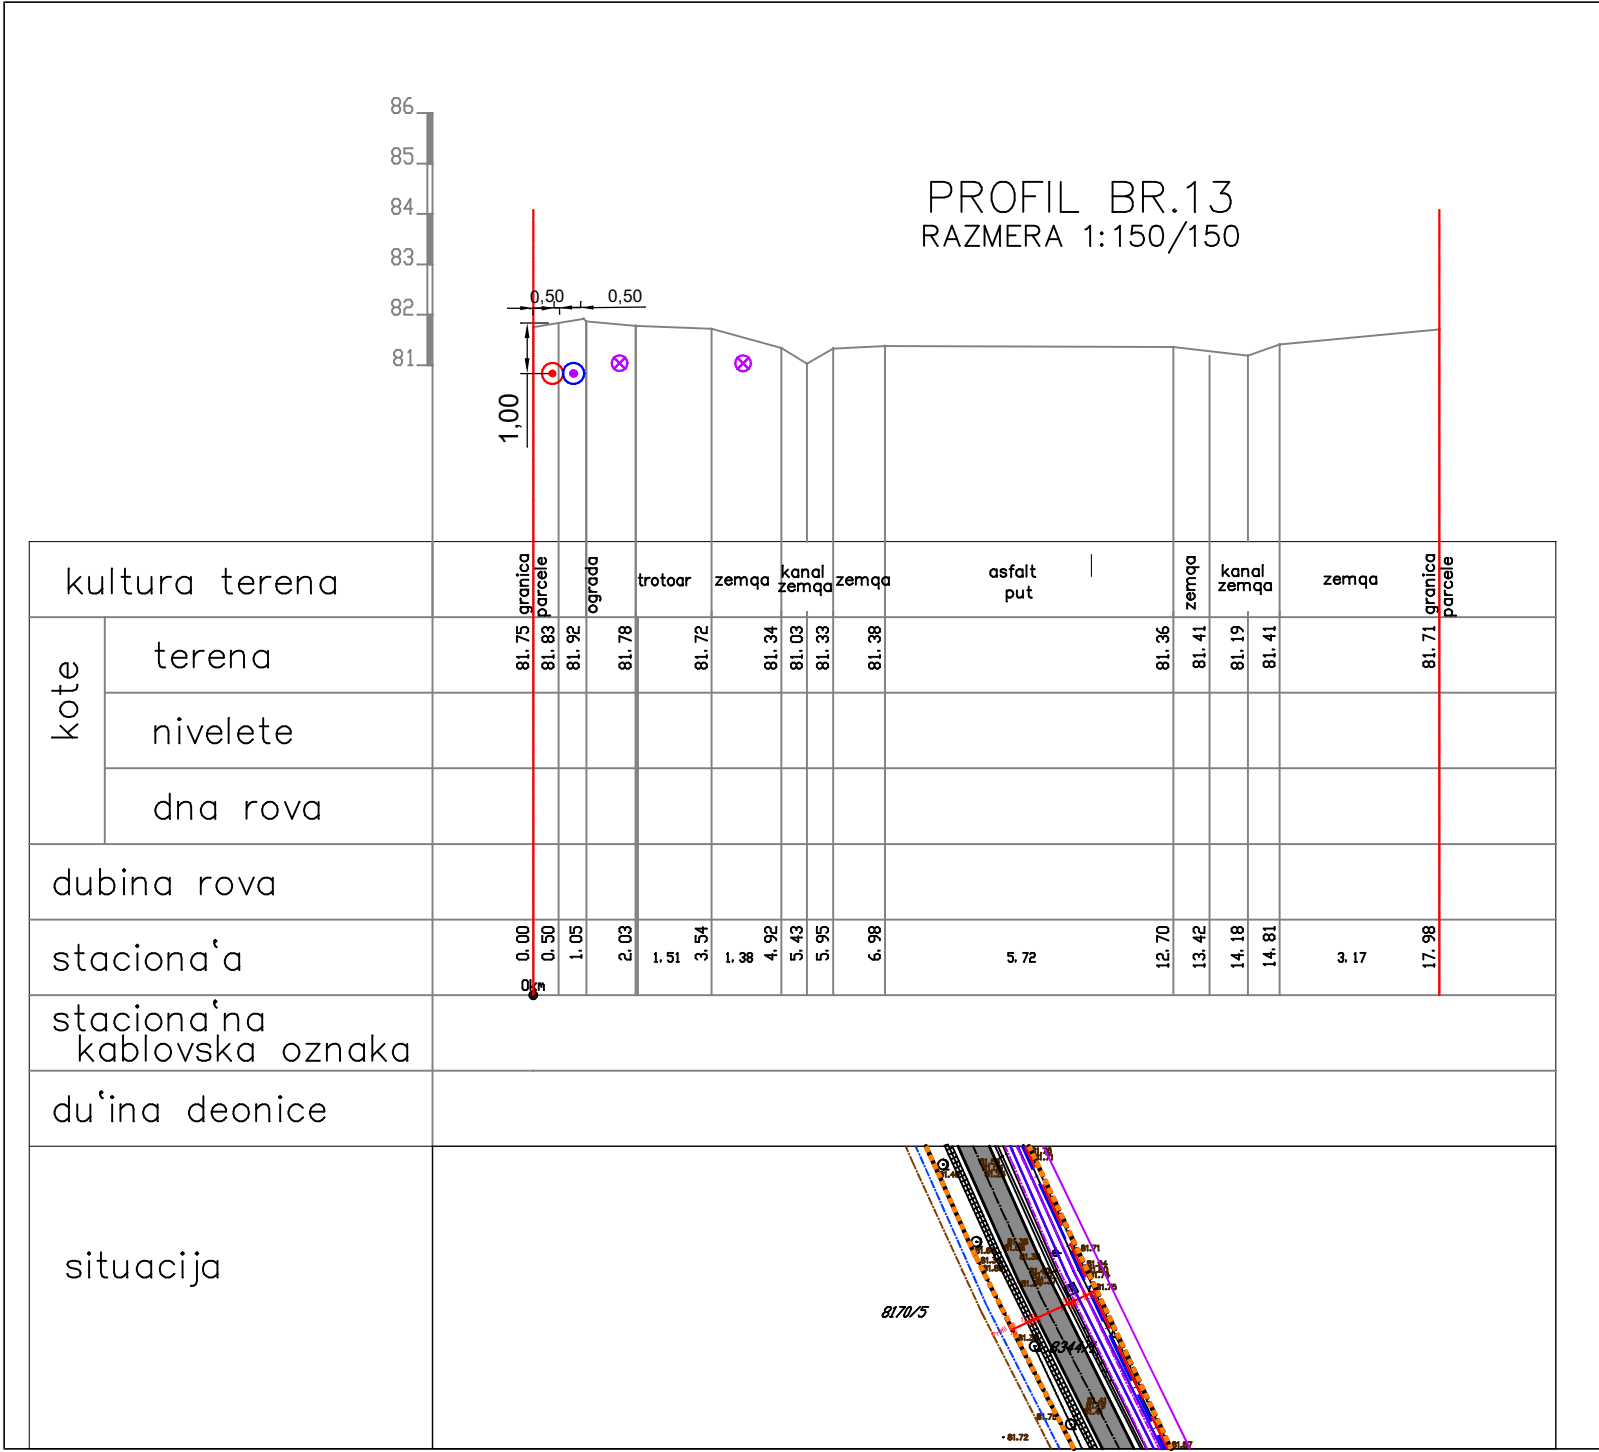 86
85
84
83
82
81
PROFIL BR.13
RAZMERA 1:150/150
0,50
0,50
1,00
kultura terena
granica
parcele
ograda
trotoar
zemqa
kanal
zemqa
zemqa
asfalt
put
zemqa
kanal
zemqa
zemqa
granica
parcele
kote
terena
81.75
81.83
81.92
81.78
81.72
81.34
81.03
81.33
81.38
81.36
81.41
81.19
81.41
81.71
nivelete
dna rova
dubina rova
staciona'a
0.00
0.50
1.05
2.03
1.51
3.54
1.38
4.92
5.43
5.95
6.98
5.72
12.70
13.42
14.18
14.81
3.17
17.98
0km
staciona'na
kablovska oznaka
du'ina deonice
situacija
8170/5
81.71
81.72